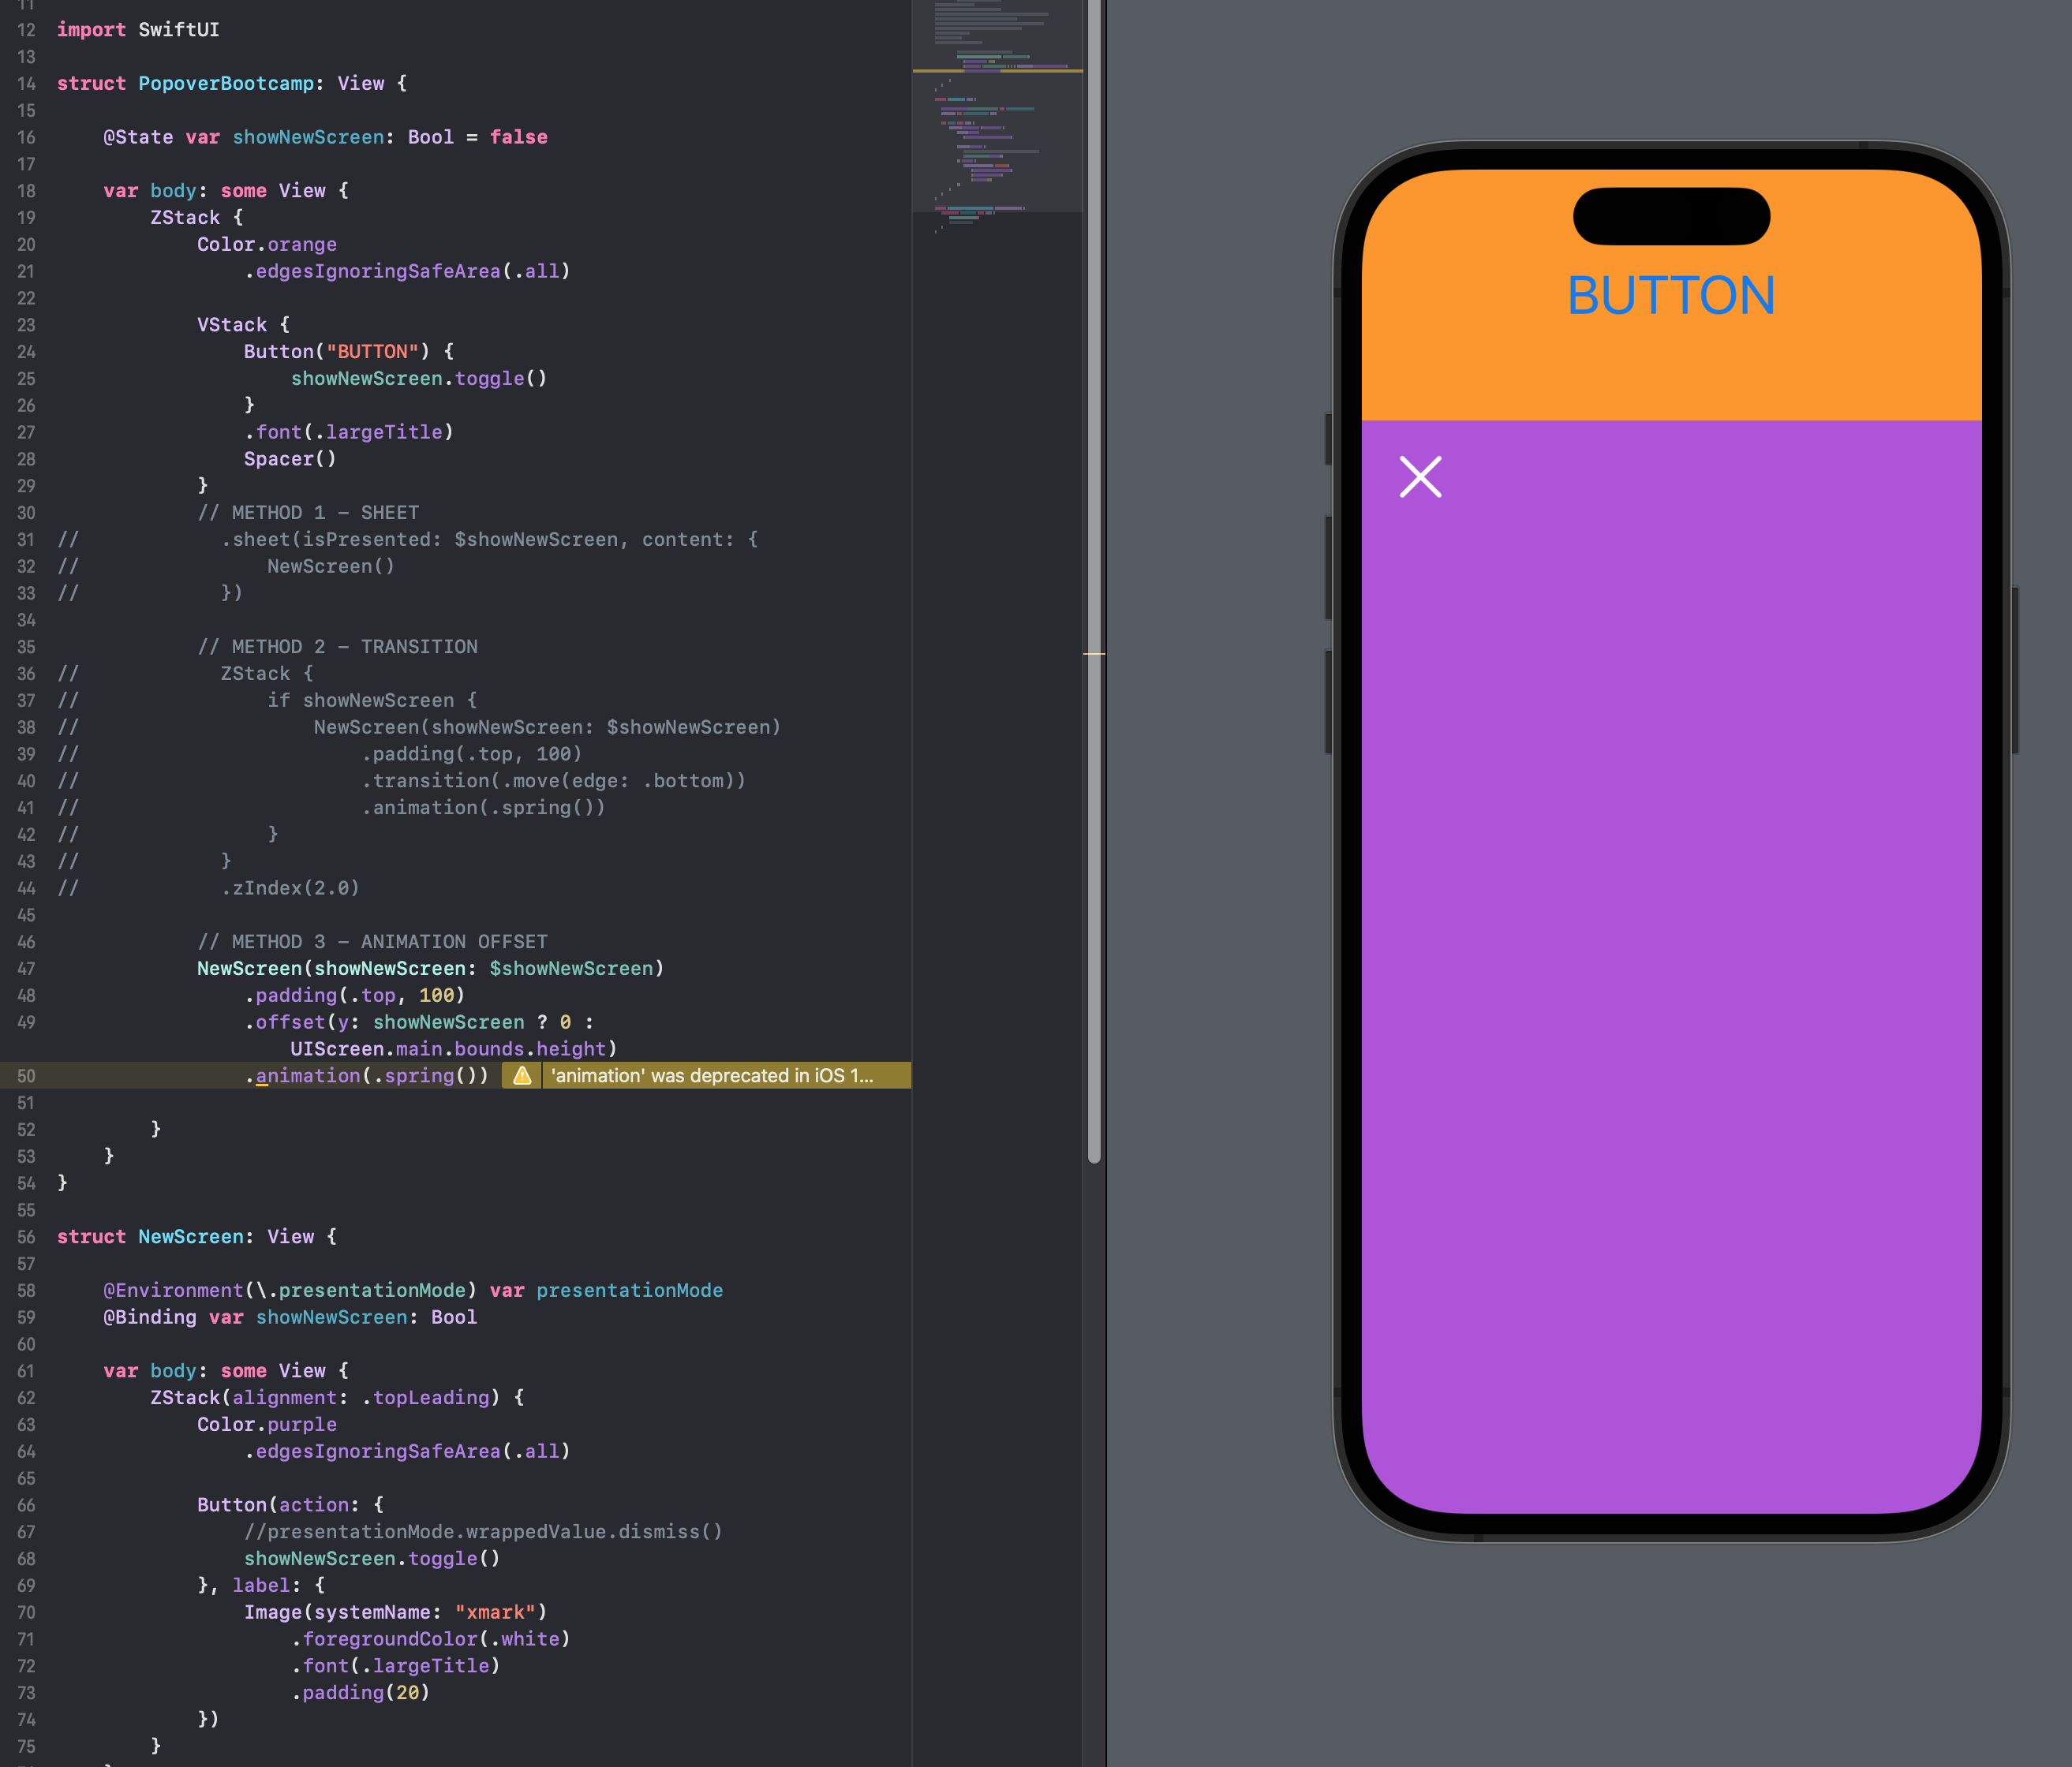 11
12 import SwiftUI
13
14 struct PopoverBootcamp: View {
15
16     @State var showNewScreen: Bool = false
17
18     var body: some View {
19         ZStack {
20             Color.orange
21                 .edgesIgnoringSafeArea(.all)
22
23             VStack {
24                 Button("BUTTON") {
25                     showNewScreen.toggle()
26                 }
27                 .font(.largeTitle)
28                 Spacer()
29             }
30             // METHOD 1 – SHEET
31 //            .sheet(isPresented: $showNewScreen, content: {
32 //                NewScreen()
33 //            })
34
35             // METHOD 2 – TRANSITION
36 //            ZStack {
37 //                if showNewScreen {
38 //                    NewScreen(showNewScreen: $showNewScreen)
39 //                        .padding(.top, 100)
40 //                        .transition(.move(edge: .bottom))
41 //                        .animation(.spring())
42 //                }
43 //            }
44 //            .zIndex(2.0)
45
46             // METHOD 3 – ANIMATION OFFSET
47             NewScreen(showNewScreen: $showNewScreen)
48                 .padding(.top, 100)
49                 .offset(y: showNewScreen ? 0 :
                    UIScreen.main.bounds.height)
50                 .animation(.spring()) 'animation' was deprecated in iOS 1...
51
52         }
53     }
54 }
55
56 struct NewScreen: View {
57
58     @Environment(\.presentationMode) var presentationMode
59     @Binding var showNewScreen: Bool
60
61     var body: some View {
62         ZStack(alignment: .topLeading) {
63             Color.purple
64                 .edgesIgnoringSafeArea(.all)
65
66             Button(action: {
67                 //presentationMode.wrappedValue.dismiss()
68                 showNewScreen.toggle()
69             }, label: {
70                 Image(systemName: "xmark")
71                     .foregroundColor(.white)
72                     .font(.largeTitle)
73                     .padding(20)
74             })
75         }
BUTTON